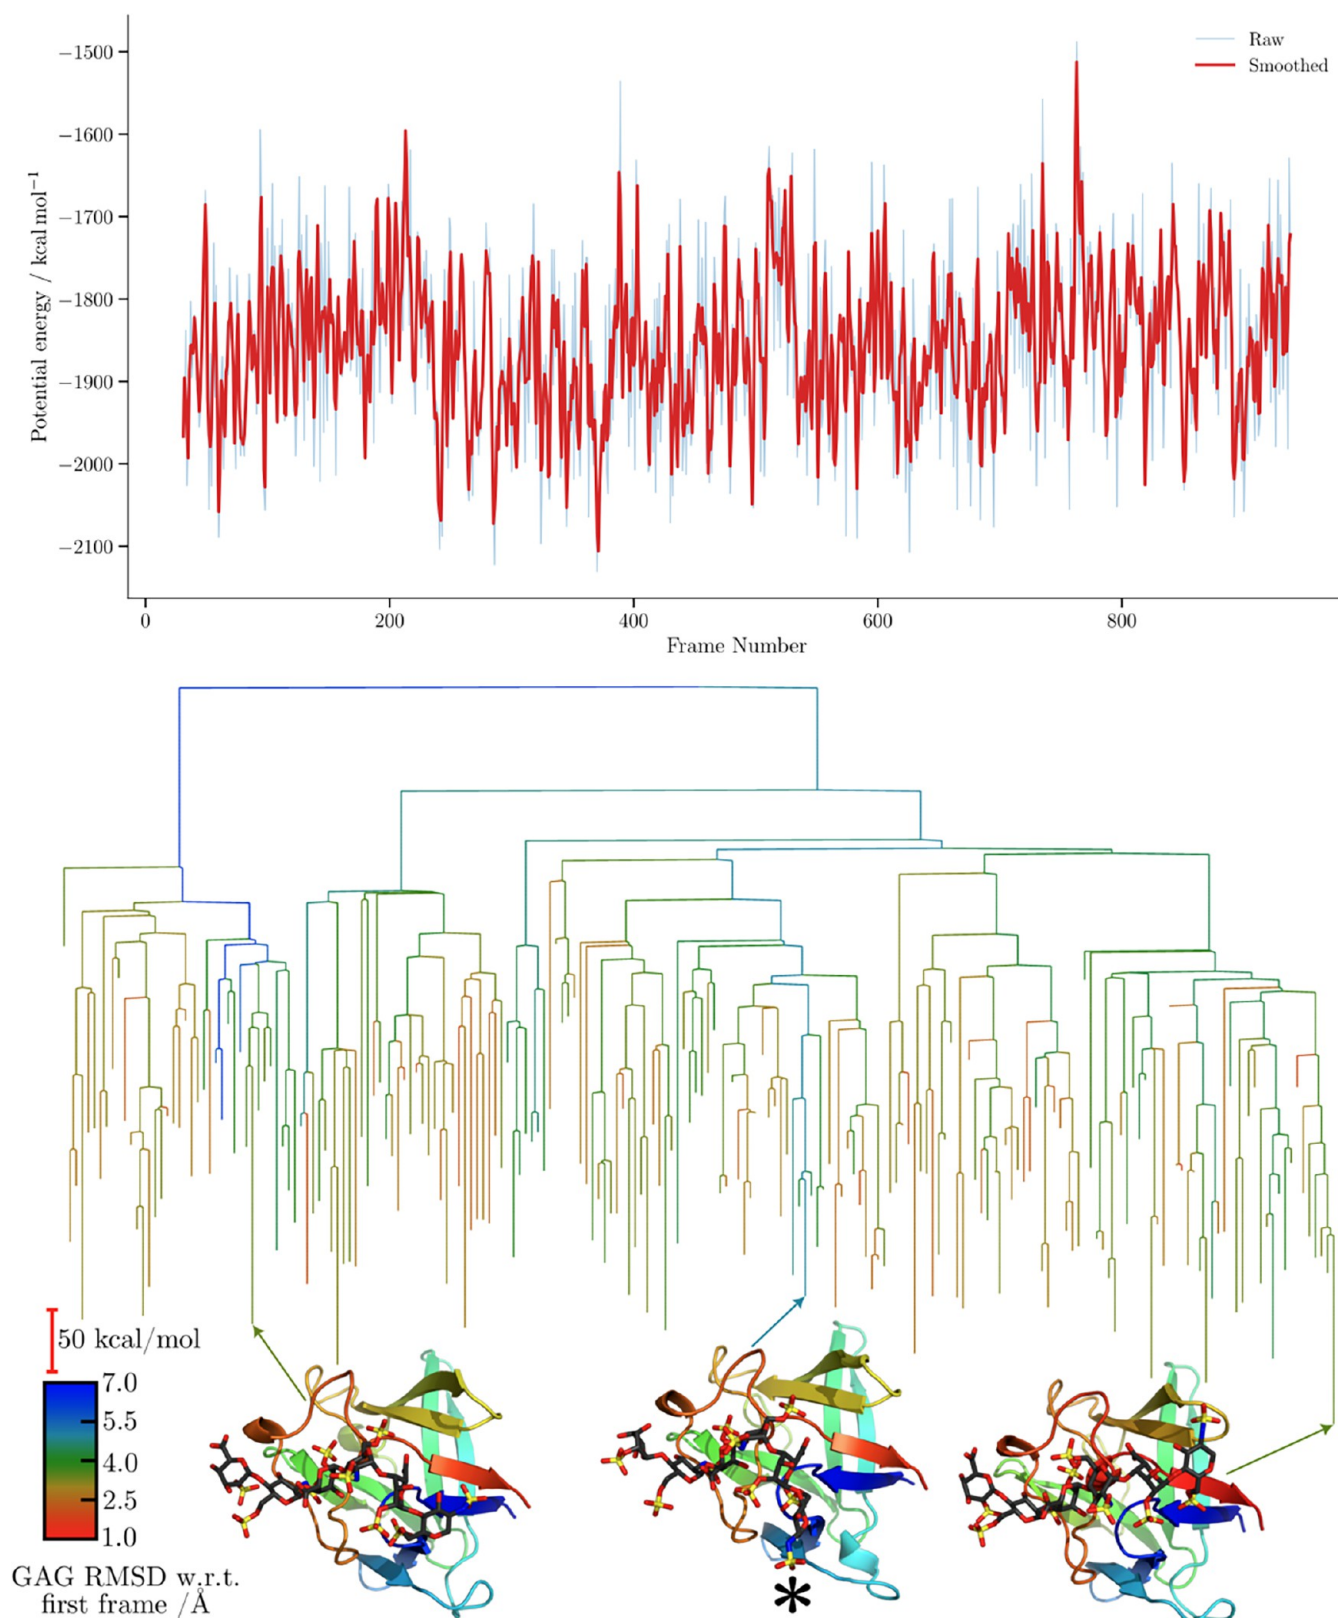 Raw
Smoothed
−1500
−1600
−1700
−1800
−1900
−2000
−2100
Potential energy / kcal mol⁻¹
0 200 400 600 800
Frame Number
50 kcal/mol
7.0
5.5
4.0
2.5
1.0
GAG RMSD w.r.t.
first frame /Å
*